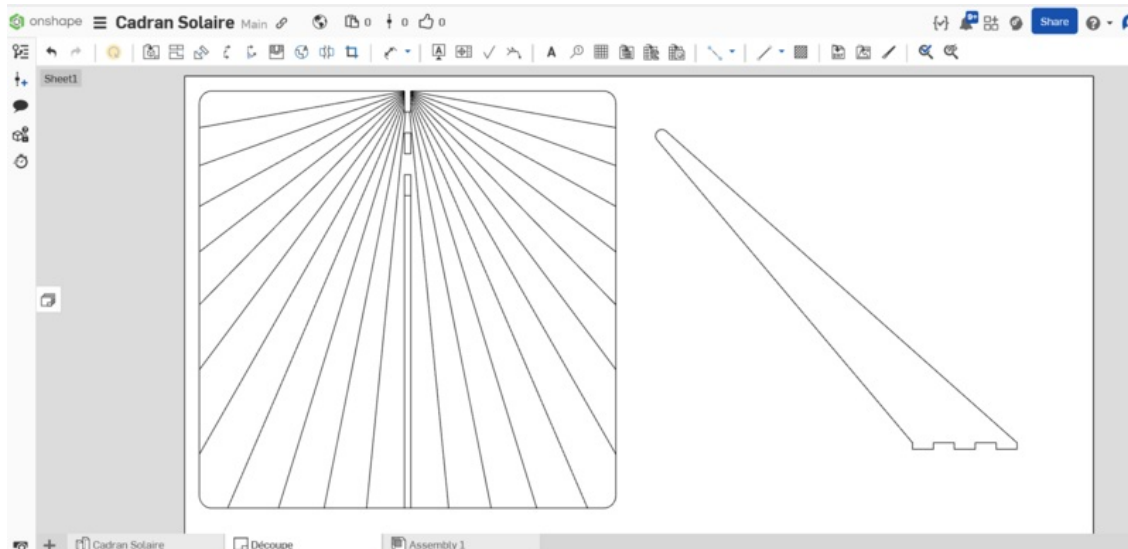 onshape Cadran Solaire Main 0 0 0 Share
A A
Sheet1
Cadran Solaire Découpe Assembly 1